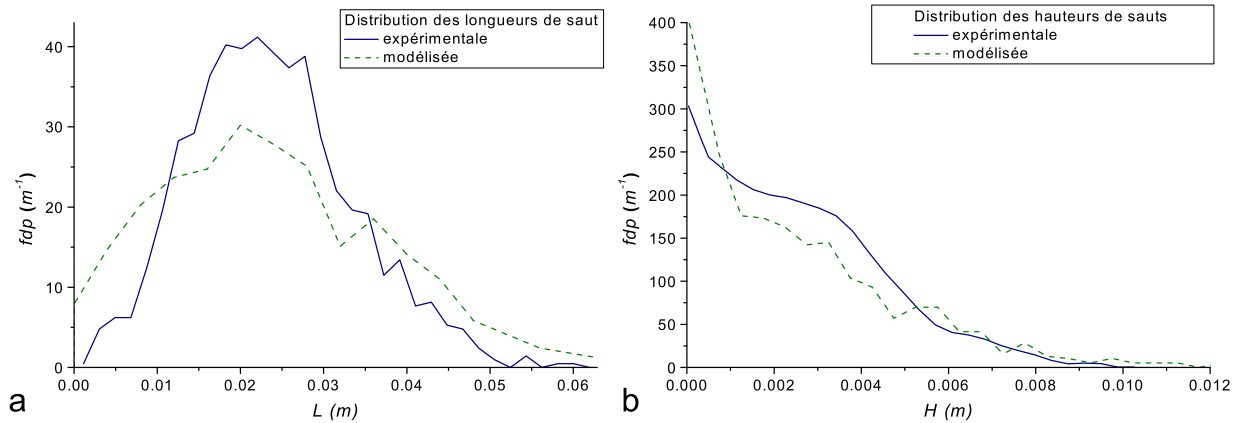 Distribution des longueurs de saut
expérimentale
modélisée
40
30
20
10
0
fdp (m⁻¹)
0.00 0.01 0.02 0.03 0.04 0.05 0.06
L (m)
a
Distribution des hauteurs de sauts
expérimentale
modélisée
400
350
300
250
200
150
100
50
0
fdp (m⁻¹)
0.000 0.002 0.004 0.006 0.008 0.010 0.012
H (m)
b